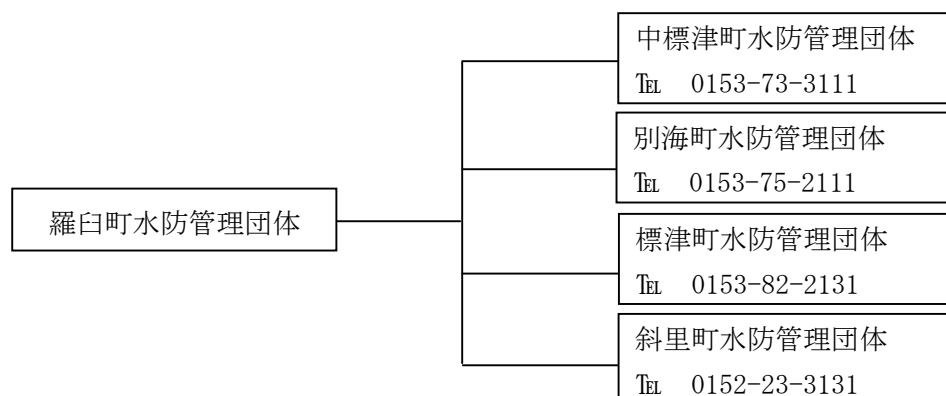 中標津町水防管理団体
℡ 0153-73-3111
別海町水防管理団体
℡ 0153-75-2111
羅臼町水防管理団体
標津町水防管理団体
℡ 0153-82-2131
斜里町水防管理団体
℡ 0152-23-3131